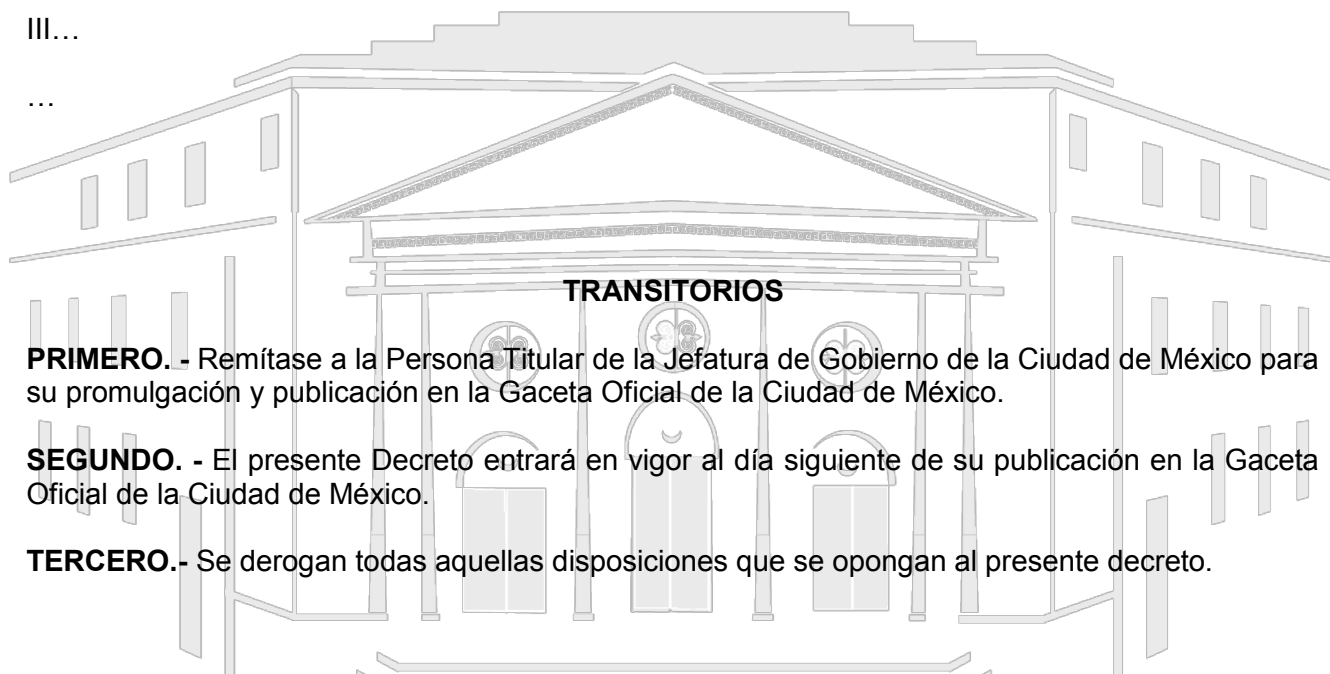 III…
…
TRANSITORIOS
PRIMERO. - Remítase a la Persona Titular de la Jefatura de Gobierno de la Ciudad de México para
su promulgación y publicación en la Gaceta Oficial de la Ciudad de México.
SEGUNDO. - El presente Decreto entrará en vigor al día siguiente de su publicación en la Gaceta
Oficial de la Ciudad de México.
TERCERO.- Se derogan todas aquellas disposiciones que se opongan al presente decreto.